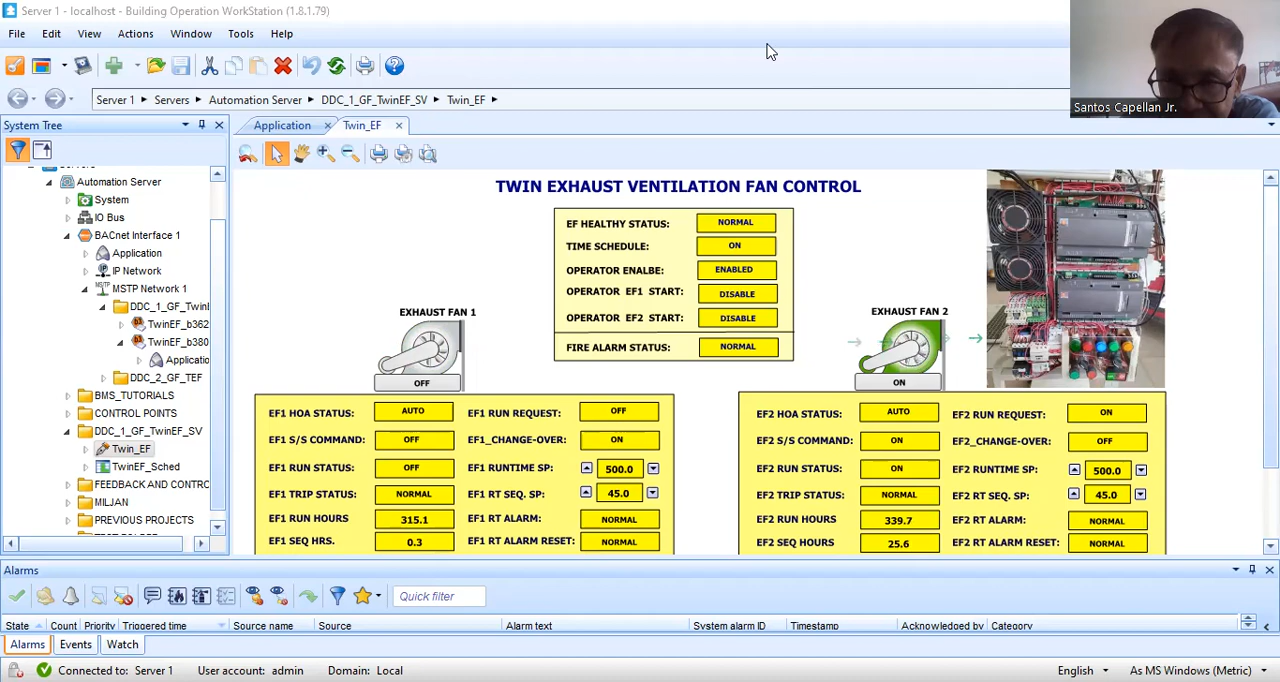 Server 1 - localhost - Building Operation WorkStation (1.8.1.79)
File Edit View Actions Window Tools Help
Santos Capellan Jr.
Server 1 Servers Automation Server DDC_1_GF_TwinEF_SV Twin_EF
System Tree
Application Twin_EF
Automation Server
System
IO Bus
BACnet Interface 1
Application
IP Network
MSTP Network 1
DDC_1_GF_TwinI
TwinEF_b362
TwinEF_b380
Applicatio
DDC_2_GF_TEF
BMS_TUTORIALS
CONTROL POINTS
DDC_1_GF_TwinEF_SV
Twin_EF
TwinEF_Sched
FEEDBACK AND CONTRO
MILJAN
PREVIOUS PROJECTS
TWIN EXHAUST VENTILATION FAN CONTROL
EF HEALTHY STATUS: NORMAL
TIME SCHEDULE: ON
OPERATOR ENALBE: ENABLED
OPERATOR EF1 START: DISABLE
OPERATOR EF2 START: DISABLE
FIRE ALARM STATUS: NORMAL
EXHAUST FAN 1
OFF
EXHAUST FAN 2
ON
EF1 HOA STATUS: AUTO EF1 RUN REQUEST: OFF
EF1 S/S COMMAND: OFF EF1_CHANGE-OVER: ON
EF1 RUN STATUS: OFF EF1 RUNTIME SP: 500.0
EF1 TRIP STATUS: NORMAL EF1 RT SEQ. SP: 45.0
EF1 RUN HOURS 315.1 EF1 RT ALARM: NORMAL
EF1 SEQ HRS. 0.3 EF1 RT ALARM RESET: NORMAL
EF2 HOA STATUS: AUTO EF2 RUN REQUEST: ON
EF2 S/S COMMAND: ON EF2_CHANGE-OVER: OFF
EF2 RUN STATUS: ON EF2 RUNTIME SP: 500.0
EF2 TRIP STATUS: NORMAL EF2 RT SEQ. SP: 45.0
EF2 RUN HOURS 339.7 EF2 RT ALARM: NORMAL
EF2 SEQ HOURS 25.6 EF2 RT ALARM RESET: NORMAL
Alarms
Quick filter
State Count Priority Triggered time Source name Source Alarm text System alarm ID Timestamp Acknowledged by Category
Alarms Events Watch
Connected to: Server 1 User account: admin Domain: Local English As MS Windows (Metric)